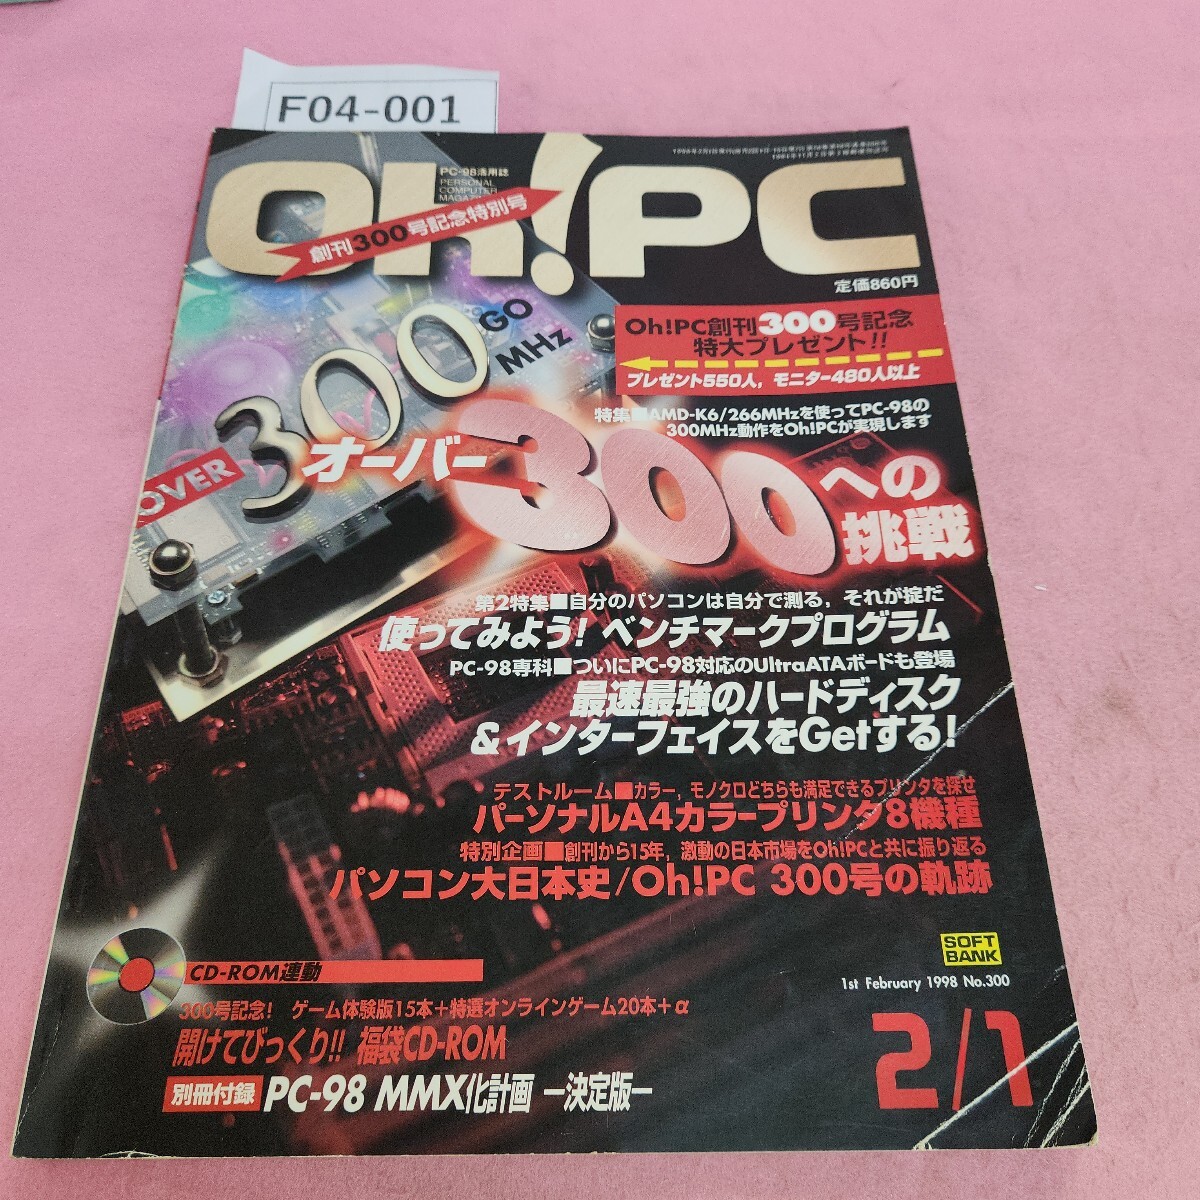 F04-001
PC-98活用誌
PERSONAL
COMPUTER
Oh!PC
創刊300号記念特別号
定価860円
Oh!PC創刊300号記念
特大プレゼント!!
プレゼント550人，モニター480人以上
GO
OVER 300 MHz
特集■AMD-K6/266MHzを使ってPC-98の
300MHz動作をOh!PCが実現します
オーバー300への
挑戦
第2特集■自分のパソコンは自分で測る，それが掟だ
使ってみよう! ベンチマークプログラム
PC-98専科■ついにPC-98対応のUltraATAボードも登場
最速最強のハードディスク
&インターフェイスをGetする!
テストルーム■カラー，モノクロどちらも満足できるプリンタを探せ
パーソナルA4カラープリンタ8機種
特別企画■創刊から15年，激動の日本市場をOh!PCと共に振り返る
パソコン大日本史/Oh!PC 300号の軌跡
SOFT
BANK
CD-ROM連動
1st February 1998 No.300
300号記念! ゲーム体験版15本＋特選オンラインゲーム20本＋α
開けてびっくり!! 福袋CD-ROM
2/1
別冊付録 PC-98 MMX化計画 ―決定版―